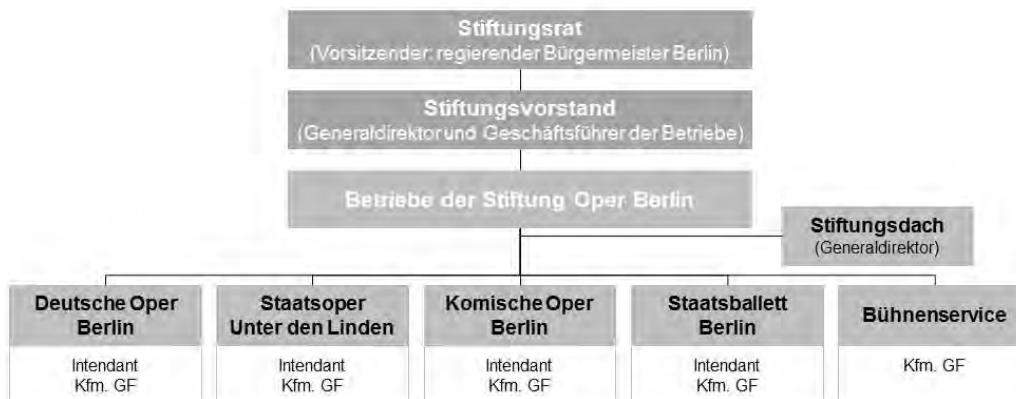 Stiftungsrat
(Vorsitzender: regierender Bürgermeister Berlin)
Stiftungsvorstand
(Generaldirektor und Geschäftsführer der Betriebe)
Betriebe der Stiftung Oper Berlin
Stiftungsdach
(Generaldirektor)
Deutsche Oper
Berlin
Intendant
Kfm. GF
Staatsoper
Unter den Linden
Intendant
Kfm. GF
Komische Oper
Berlin
Intendant
Kfm. GF
Staatsballett
Berlin
Intendant
Kfm. GF
Bühnenservice
Kfm. GF